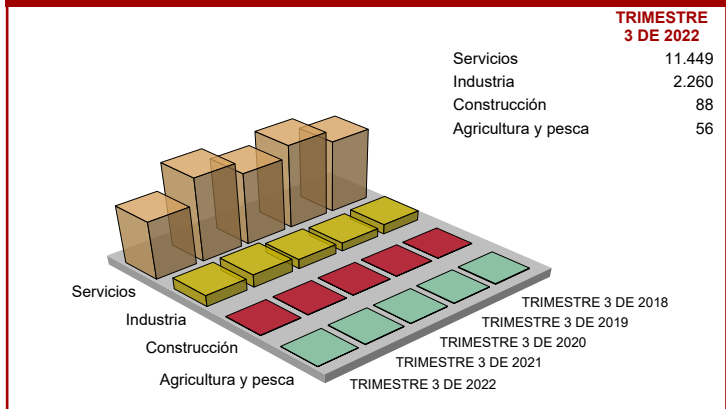 TRIMESTRE
3 DE 2022
Servicios 11.449
Industria 2.260
Construcción 88
Agricultura y pesca 56
Servicios
Industria
Construcción
Agricultura y pesca
TRIMESTRE 3 DE 2018
TRIMESTRE 3 DE 2019
TRIMESTRE 3 DE 2020
TRIMESTRE 3 DE 2021
TRIMESTRE 3 DE 2022